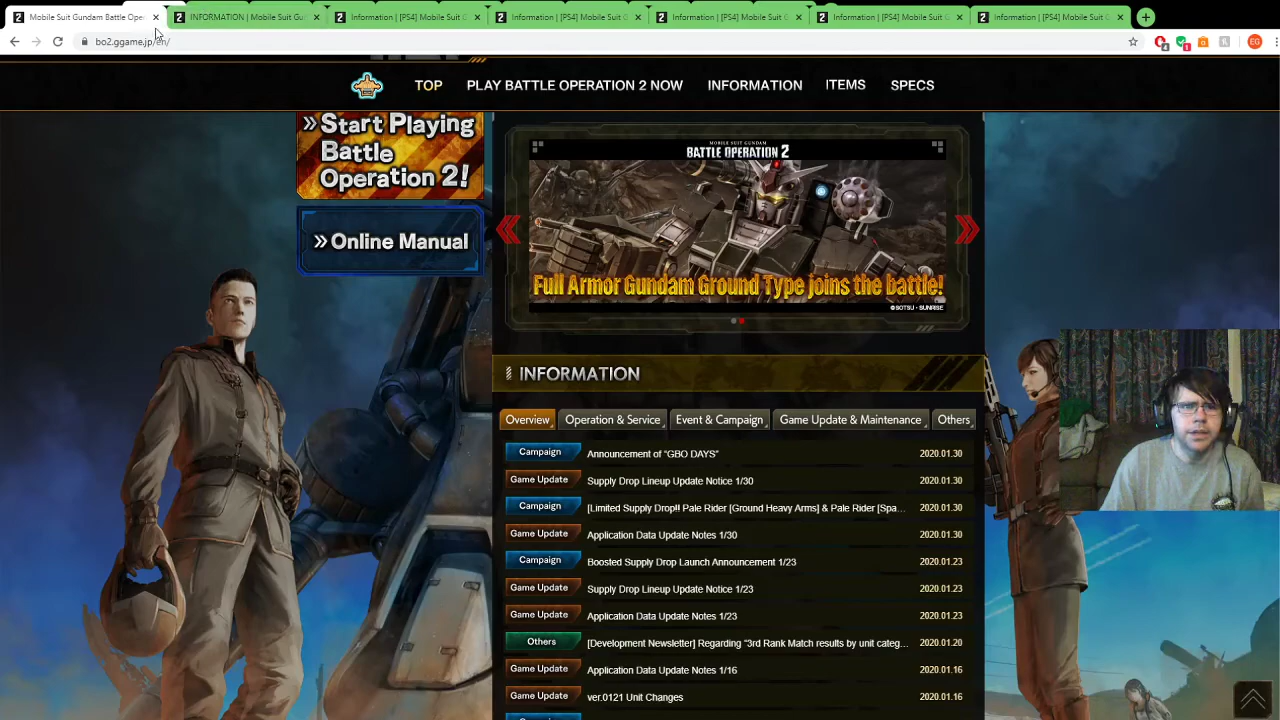 Mobile Suit Gundam Battle Ope
INFORMATION | Mobile Suit Gu
Information | [PS4] Mobile Suit G
Information | [PS4] Mobile Suit G
Information | [PS4] Mobile Suit G
Information | [PS4] Mobile Suit G
Information | [PS4] Mobile Suit G
bo2.ggame.jp/en/
4
1
EG
TOP
PLAY BATTLE OPERATION 2 NOW
INFORMATION
ITEMS
SPECS
Start Playing
Battle
Operation 2!
Online Manual
MOBILE SUIT GUNDAM
BATTLE OPERATION 2
Full Armor Gundam Ground Type joins the battle!
©SOTSU・SUNRISE
INFORMATION
Overview
Operation & Service
Event & Campaign
Game Update & Maintenance
Others
Campaign Announcement of "GBO DAYS" 2020.01.30
Game Update Supply Drop Lineup Update Notice 1/30 2020.01.30
Campaign [Limited Supply Drop!! Pale Rider [Ground Heavy Arms] & Pale Rider [Spa... 2020.01.30
Game Update Application Data Update Notes 1/30 2020.01.30
Campaign Boosted Supply Drop Launch Announcement 1/23 2020.01.23
Game Update Supply Drop Lineup Update Notice 1/23 2020.01.23
Game Update Application Data Update Notes 1/23 2020.01.23
Others [Development Newsletter] Regarding "3rd Rank Match results by unit categ... 2020.01.20
Game Update Application Data Update Notes 1/16 2020.01.16
Game Update ver.0121 Unit Changes 2020.01.16